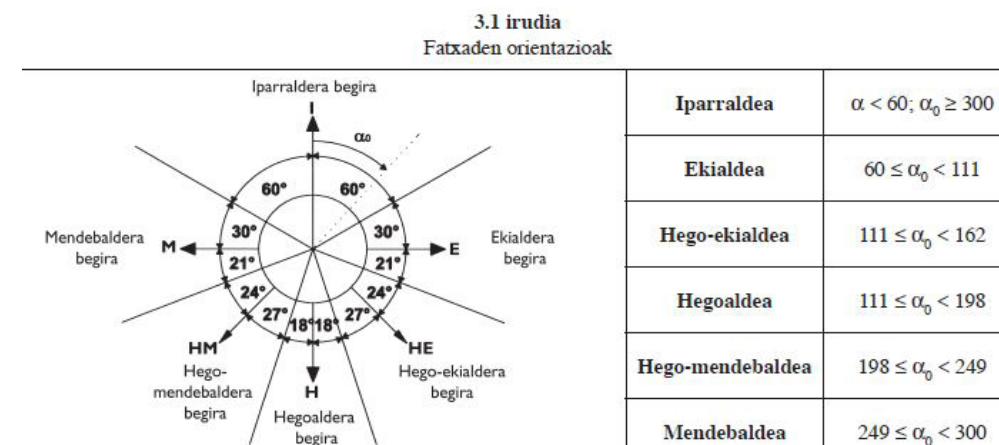 3.1 irudia
Fatxaden orientazioak
Iparraldera begira
I
α₀
60°
60°
30°
30°
Mendebaldera
begira
M
E
Ekialdera
begira
21°
21°
24°
24°
27°
18°
18°
27°
HM
HE
Hego-
mendebaldera
begira
H
Hegoaldera
begira
Hego-ekialdera
begira
Iparraldea α < 60; α₀ ≥ 300
Ekialdea 60 ≤ α₀ < 111
Hego-ekialdea 111 ≤ α₀ < 162
Hegoaldea 111 ≤ α₀ < 198
Hego-mendebaldea 198 ≤ α₀ < 249
Mendebaldea 249 ≤ α₀ < 300